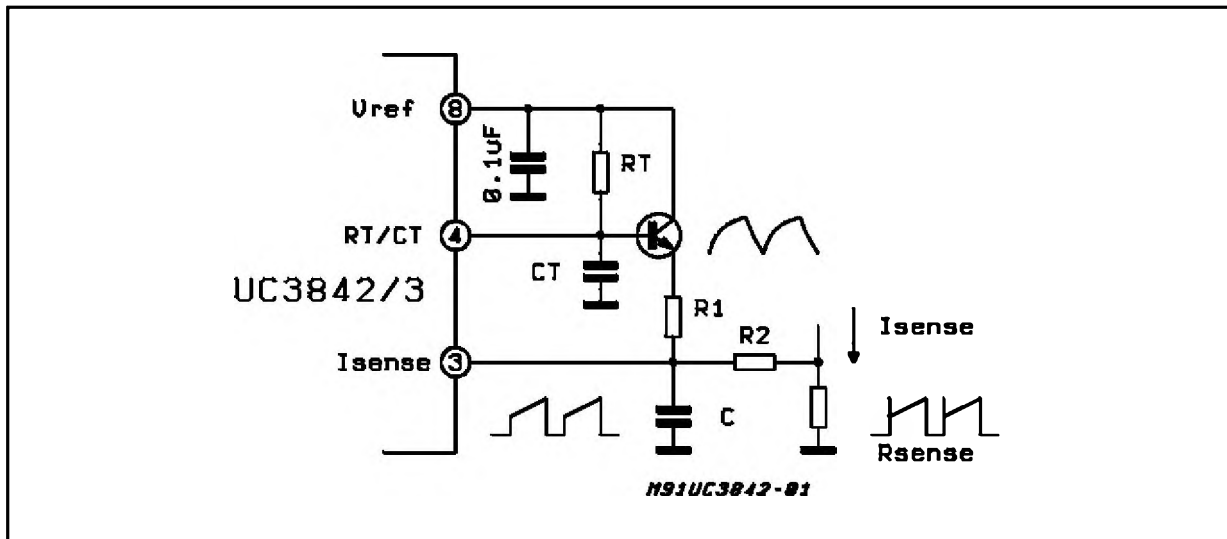 Vref
8
0.1uF
RT
RT/CT
4
CT
UC3842/3
R1
R2
Isense
Isense
3
C
Rsense
M91UC3842-01